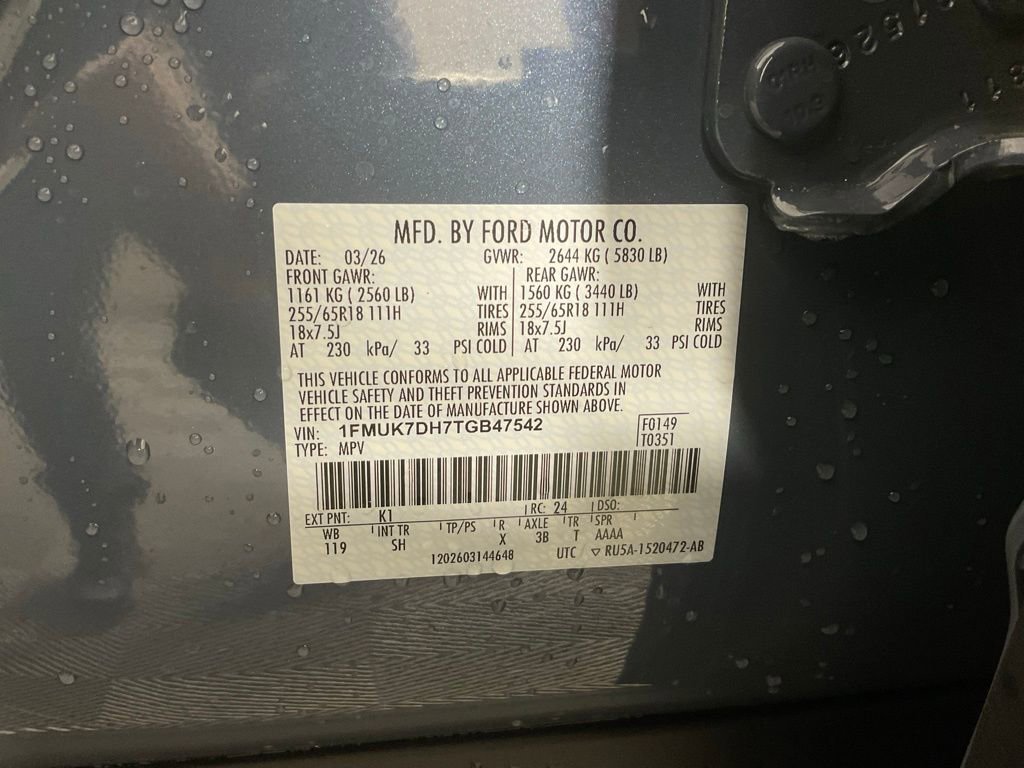 MFD. BY FORD MOTOR CO.
DATE: 03/26 GVWR: 2644 KG ( 5830 LB)
FRONT GAWR: REAR GAWR:
1161 KG ( 2560 LB) WITH 1560 KG ( 3440 LB) WITH
255/65R18 111H TIRES 255/65R18 111H TIRES
18x7.5J RIMS 18x7.5J RIMS
AT 230 kPa/ 33 PSI COLD AT 230 kPa/ 33 PSI COLD
THIS VEHICLE CONFORMS TO ALL APPLICABLE FEDERAL MOTOR
VEHICLE SAFETY AND THEFT PREVENTION STANDARDS IN
EFFECT ON THE DATE OF MANUFACTURE SHOWN ABOVE.
VIN: 1FMUK7DH7TGB47542 F0149
TYPE: MPV T0351
EXT PNT: K1 RC: 24 DSO:
WB INT TR TP/PS R AXLE TR SPR
119 SH X 3B T AAAA
1202603144648 UTC ▽ RU5A-1520472-AB